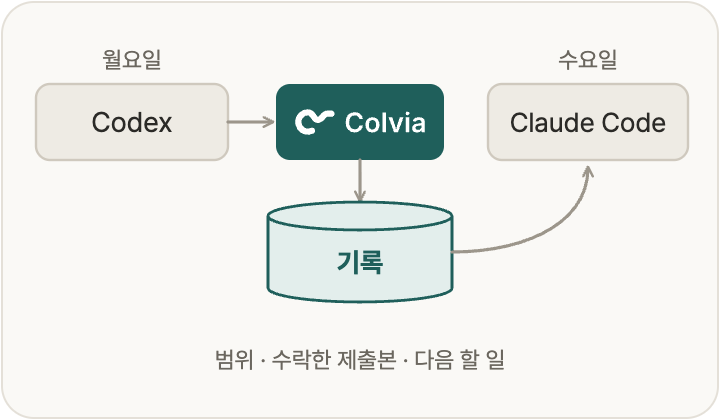 월요일
수요일
Codex
Colvia
Claude Code
기록
범위 · 수락한 제출본 · 다음 할 일